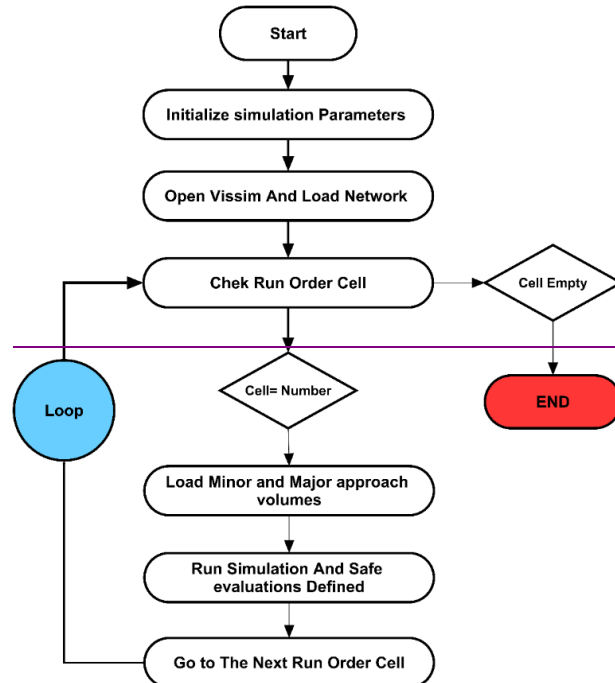 Start
Initialize simulation Parameters
Open Vissim And Load Network
Chek Run Order Cell
Cell Empty
Cell= Number
Loop
END
Load Minor and Major approach
volumes
Run Simulation And Safe
evaluations Defined
Go to The Next Run Order Cell